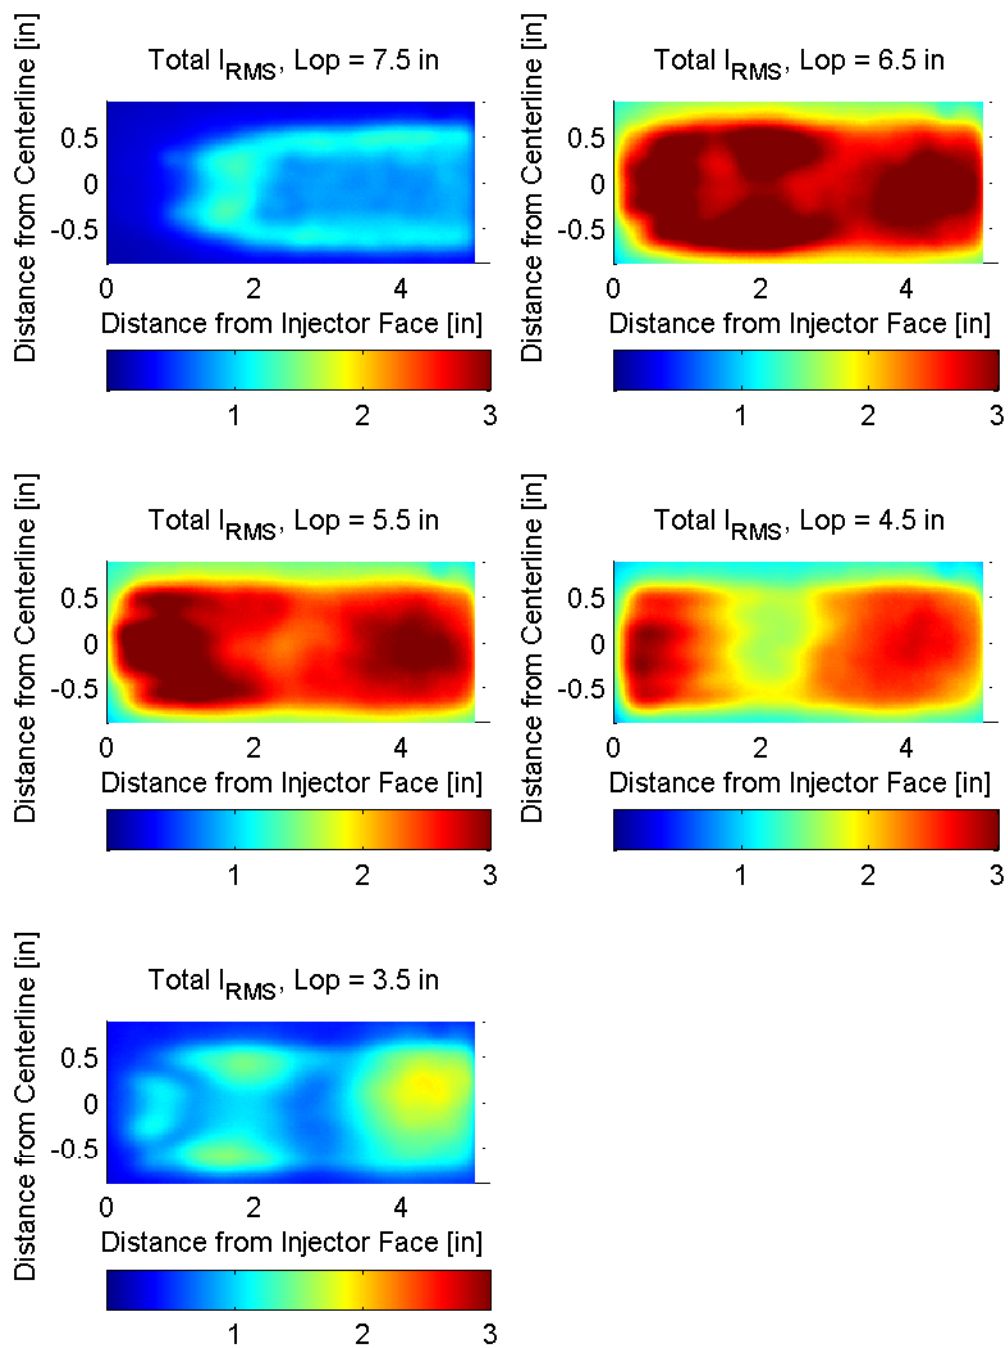 Total I_RMS, Lop = 7.5 in
Distance from Centerline [in]
0.5
0
-0.5
0 2 4
Distance from Injector Face [in]
1 2 3
Total I_RMS, Lop = 6.5 in
Distance from Centerline [in]
0.5
0
-0.5
0 2 4
Distance from Injector Face [in]
1 2 3
Total I_RMS, Lop = 5.5 in
Distance from Centerline [in]
0.5
0
-0.5
0 2 4
Distance from Injector Face [in]
1 2 3
Total I_RMS, Lop = 4.5 in
Distance from Centerline [in]
0.5
0
-0.5
0 2 4
Distance from Injector Face [in]
1 2 3
Total I_RMS, Lop = 3.5 in
Distance from Centerline [in]
0.5
0
-0.5
0 2 4
Distance from Injector Face [in]
1 2 3